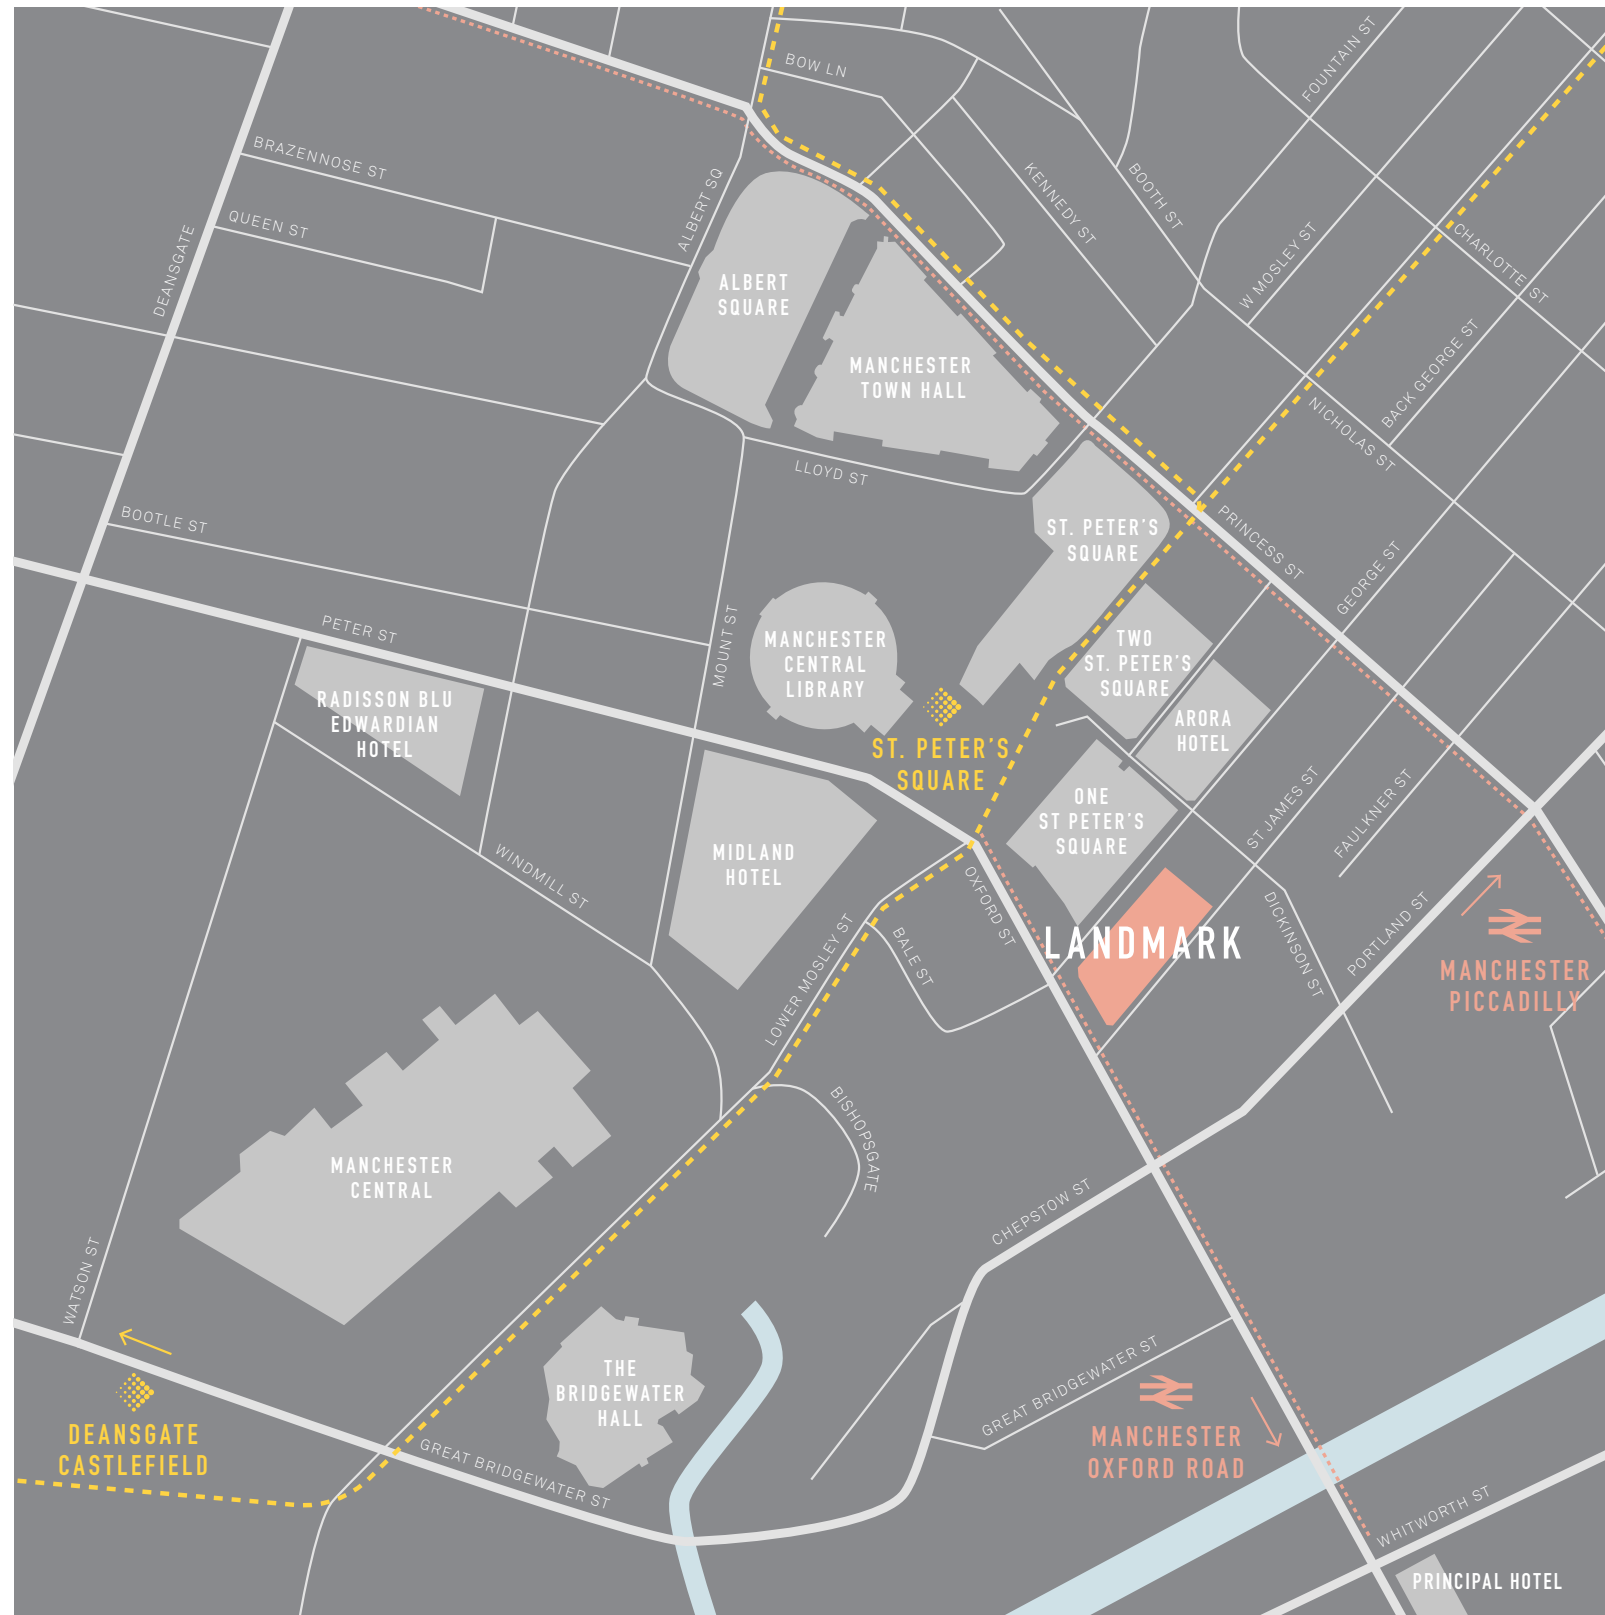 BOW LN
FOUNTAIN ST
BRAZENNOSE ST
ALBERT SQ
KENNEDY ST
BOOTH ST
QUEEN ST
DEANSGATE
W MOSLEY ST
CHARLOTTE ST
ALBERT
SQUARE
MANCHESTER
TOWN HALL
BACK GEORGE ST
NICHOLAS ST
LLOYD ST
BOOTLE ST
ST. PETER'S
SQUARE
PRINCESS ST
GEORGE ST
PETER ST
MOUNT ST
MANCHESTER
CENTRAL
LIBRARY
TWO
ST. PETER'S
SQUARE
RADISSON BLU
EDWARDIAN
HOTEL
ARORA
HOTEL
ST. PETER'S
SQUARE
ONE
ST PETER'S
SQUARE
ST JAMES ST
FAULKNER ST
MIDLAND
HOTEL
WINDMILL ST
OXFORD ST
LOWER MOSLEY ST
BALE ST
LANDMARK
DICKINSON ST
PORTLAND ST
MANCHESTER
PICCADILLY
BISHOPSGATE
MANCHESTER
CENTRAL
CHEPSTOW ST
WATSON ST
THE
BRIDGEWATER
HALL
GREAT BRIDGEWATER ST
DEANSGATE
CASTLEFIELD
GREAT BRIDGEWATER ST
MANCHESTER
OXFORD ROAD
WHITWORTH ST
PRINCIPAL HOTEL